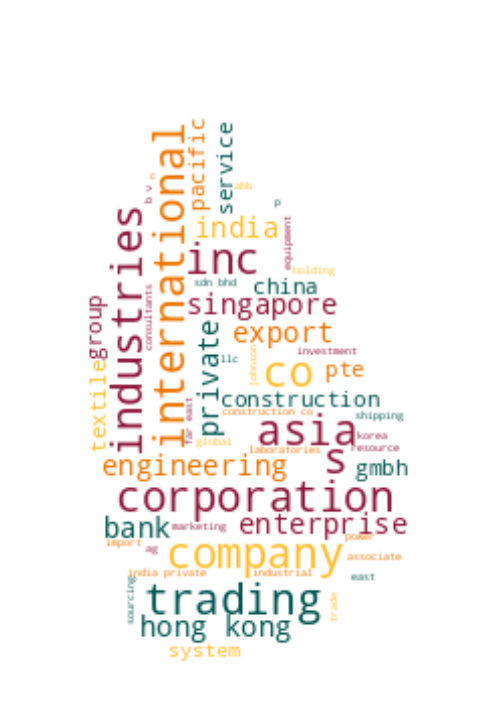 international
pacific
service
abb
n
b v
p
india
industries
equipment
inc
holding
sdn bhd
china
consultants
singapore
group
private
export
investment
llc
johnson
co
pte
textile
construction
far east
construction co
shipping
asia
korea
global
laboratories
resource
s
engineering
gmbh
corporation
bank
marketing
enterprise
import
ag
company
power
associate
india private
industrial
east
sourcing
trading
trade
hong kong
system